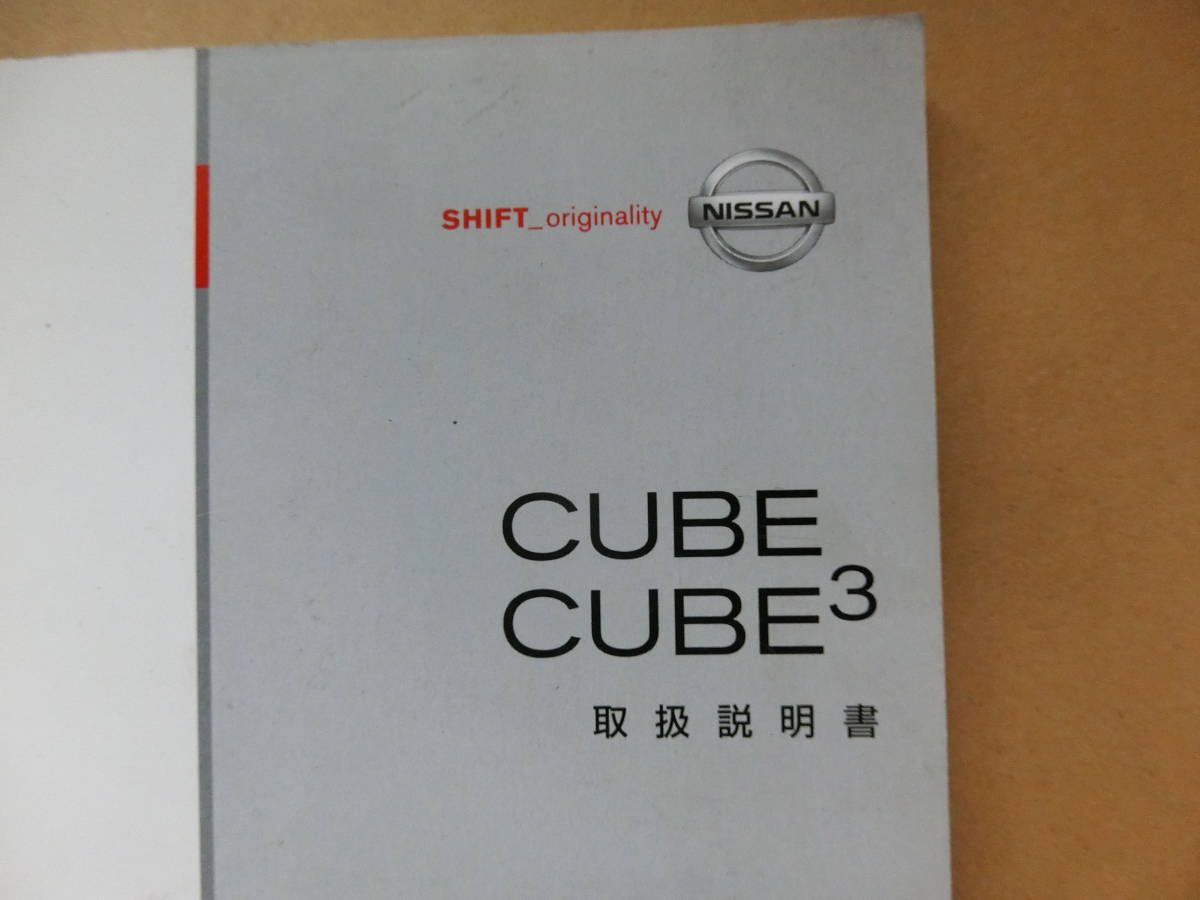 SHIFT_originality NISSAN
CUBE
CUBE³
取扱説明書